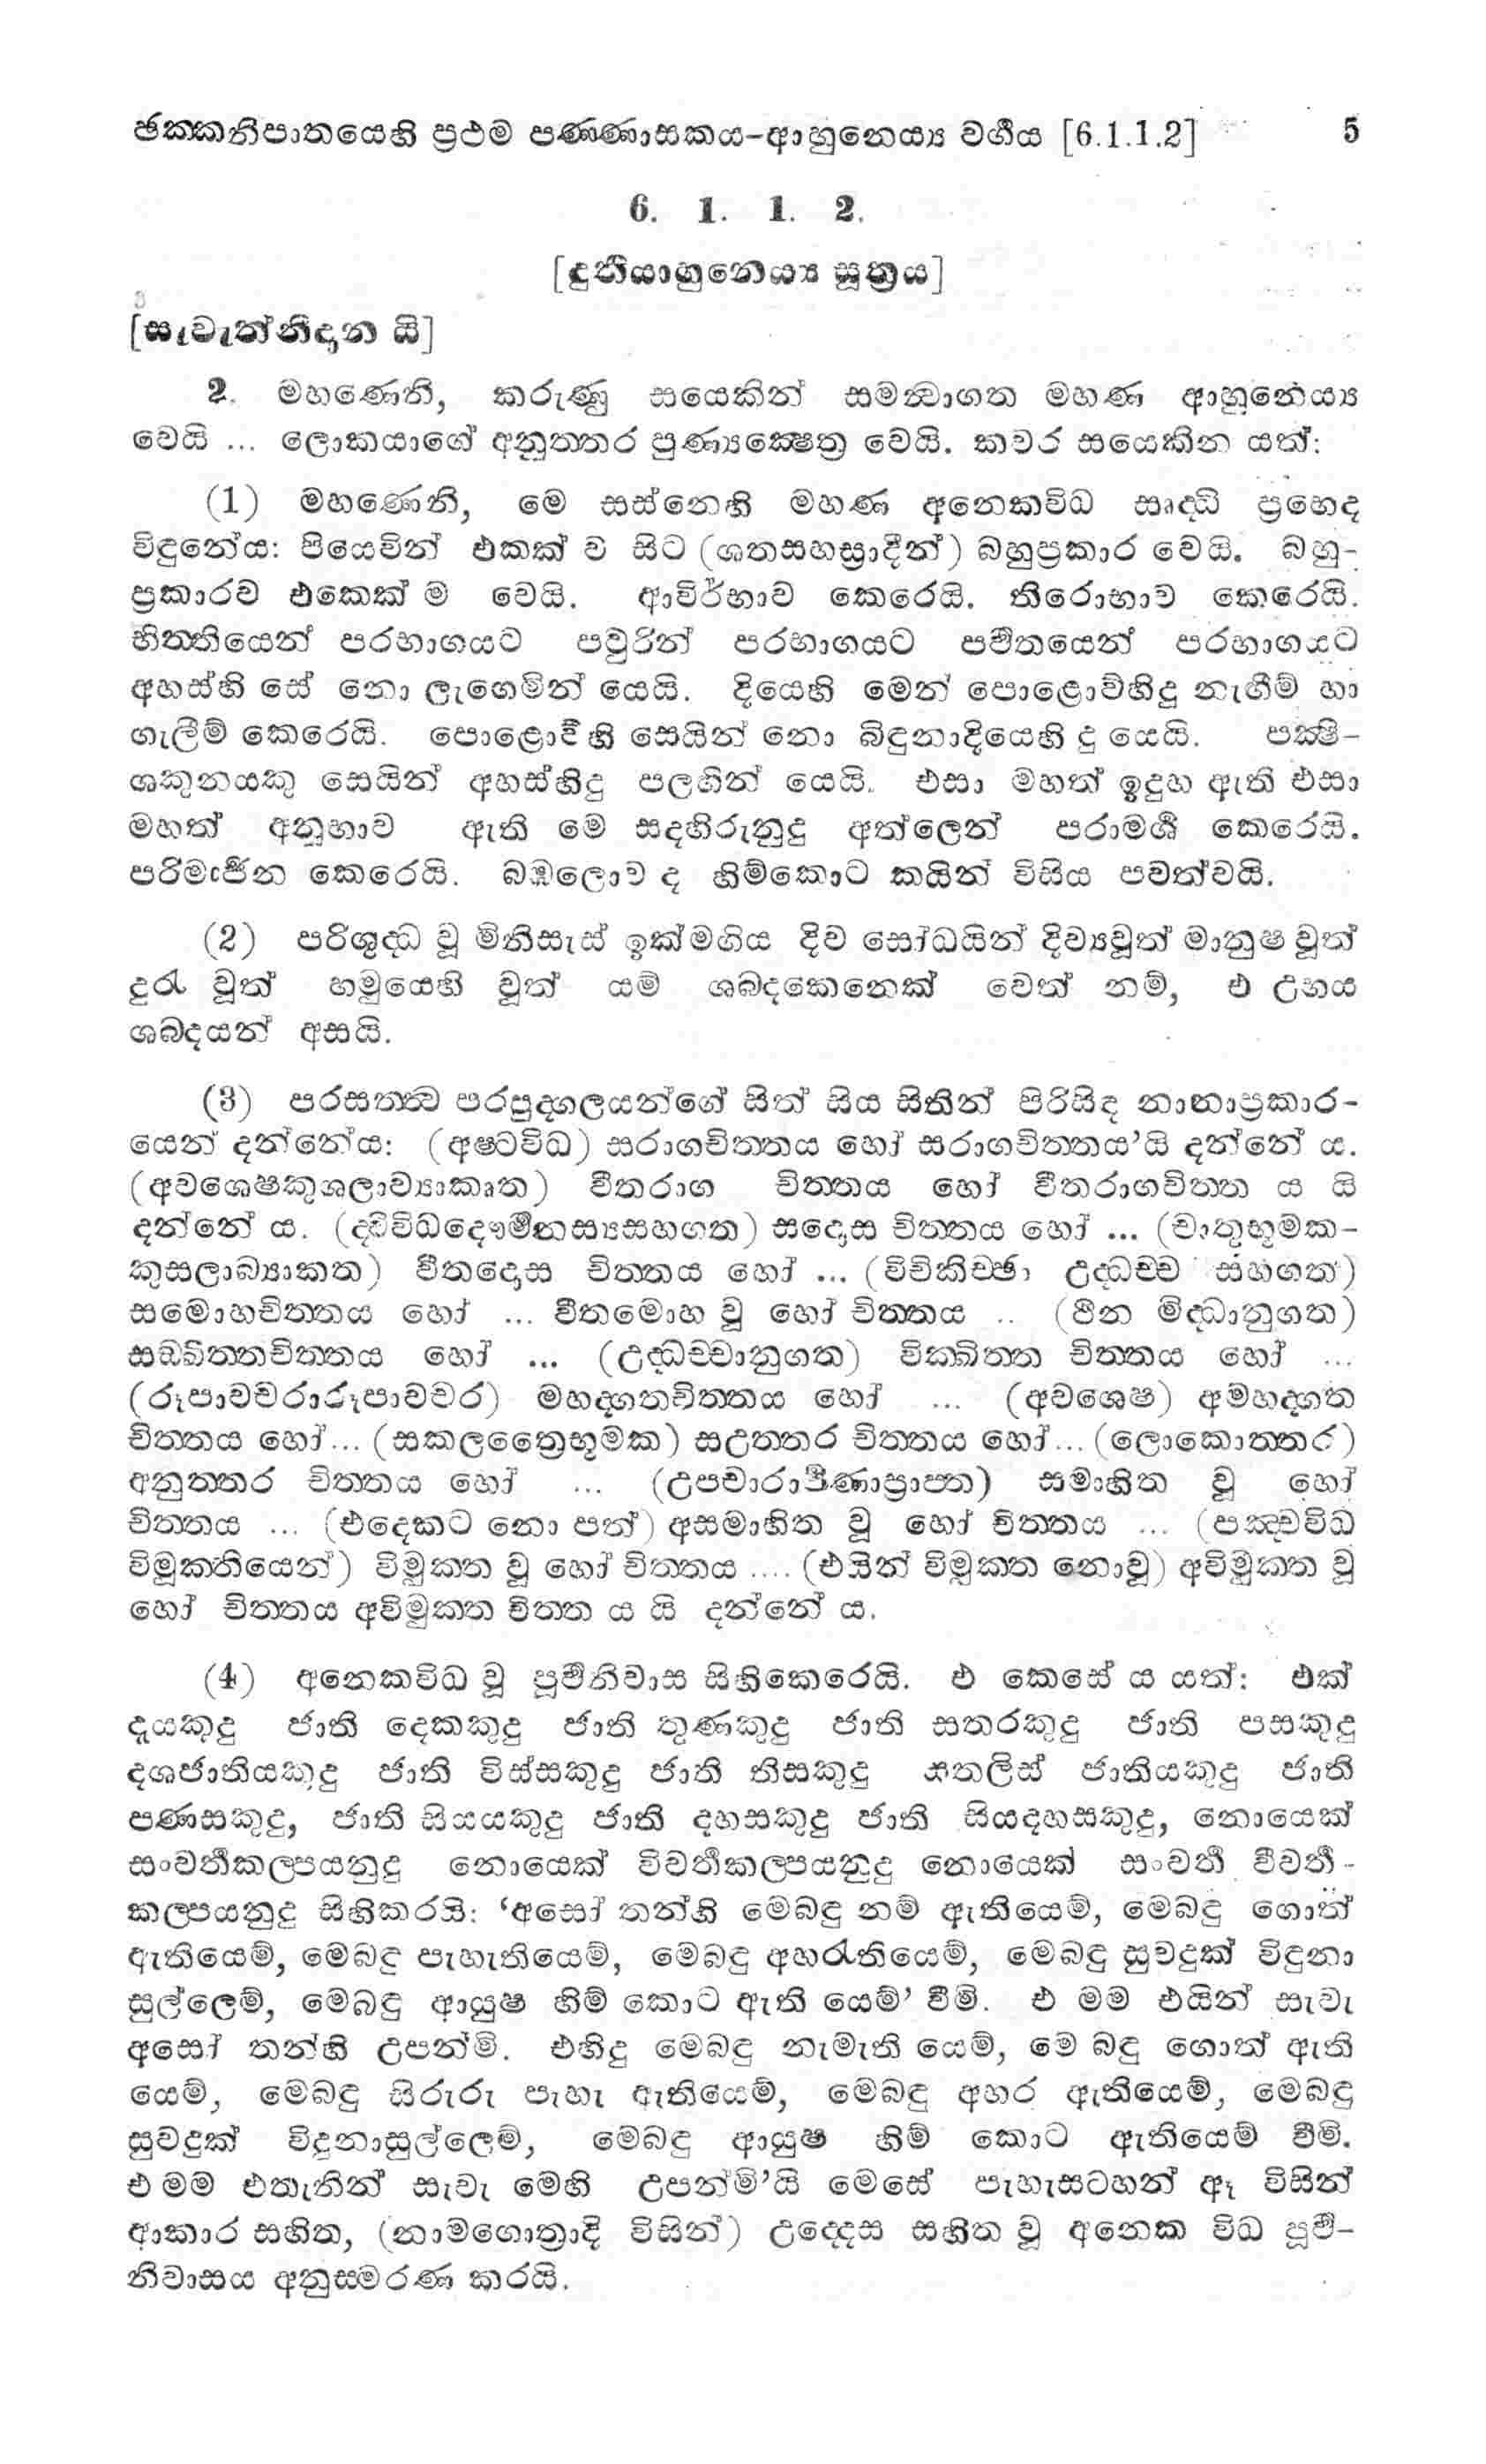 ඡක්කනිපාතයෙහි ප්‍රථම පණ්ණාසකය-ආහුනෙය්‍ය වර්‍ගය [6.1.1.2] 5
6. 1. 1. 2.
[දුතියාහුනෙය්‍ය සූත්‍රය]
[සැවැත්නිදාන යි]
2. මහණෙනි, කරුණු සයෙකින් සමන්‍වාගත මහණ ආහුනෙය්‍ය
වෙයි ... ලොකයාගේ අනුත්තර පුණ්‍යක්‍ෂෙත්‍ර වෙයි. කවර සයෙකින යත්:
(1) මහණෙනි, මෙ සස්නෙහි මහණ අනෙකවිධ ඍද්ධි ප්‍රභෙද
විඳුනේය: පියෙවින් එකක් ව සිට (ශතසහස්‍රාදීන්) බහුප්‍රකාර වෙයි. බහු-
ප්‍රකාරව එකෙක් ම වෙයි. ආවිර්භාව කෙරෙයි. තිරොභාව කෙරෙයි.
භිත්තියෙන් පරභාගයට පවුරින් පරභාගයට පර්‍වතයෙන් පරභාගයට
අහස්හි සේ නො ලැගෙමින් යෙයි. දියෙහි මෙන් පොළොව්හිදු නැඟීම් හා
ගැලීම් කෙරෙයි. පොළොව්හි සෙයින් නො බිඳුනාදියෙහි දු යෙයි. පක්‍ෂි-
ශකුනයකු සෙයින් අහස්හිදු පලඟින් යෙයි. එසා මහත් ඉදුහ ඇති එසා
මහත් අනුභාව ඇති මෙ සඳහිරුනුදු අත්ලෙන් පරාමර්‍ශ කෙරෙයි.
පරිමාර්‍ජන කෙරෙයි. බඹලොව ද හිම්කොට කයින් විසිය පවත්වයි.
(2) පරිශුද්ධ වූ මිනිසැස් ඉක්මගිය දිව සෝධයින් දිව්‍යවූත් මානුෂ වූත්
දුරැ වූත් හමුයෙහි වූත් යම් ශබ්දකෙනෙක් වෙත් නම්, එ උභය
ශබ්දයන් අසයි.
(3) පරසත්ත්‍ව පරපුද්ගලයන්ගේ සිත් සිය සිතින් පිරිසිඳ නානාප්‍රකාර-
යෙන් දන්නේය: (අෂ්ටවිධ) සරාගචිත්තය හෝ සරාගචිත්තය’යි දන්නේ ය.
(අවශෙෂකුශලාව්‍යාකෘත) වීතරාග චිත්තය හෝ වීතරාගචිත්ත ය යි
දන්නේ ය. (ද්විවිධදෞර්‍මනස්‍යසහගත) සදොස චිත්තය හෝ ... (චාතුභූමක-
කුසලාබ්‍යාකත) වීතදොස චිත්තය හෝ ... (විචිකිච්ඡා උද්ධච්ච සහගත)
සමොහචිත්තය හෝ ... වීතමොහ වූ හෝ චිත්තය .. (ථින මිද්ධානුගත)
සඞ්ඛිත්තචිත්තය හෝ ... (උද්ධච්චානුගත) වික්ඛිත්ත චිත්තය හෝ ...
(රූපාවචරාරූපාවචර) මහද්ගතචිත්තය හෝ ... (අවශෙෂ) අමහද්ගත
චිත්තය හෝ... (සකලත්‍රෛභූමක) සඋත්තර චිත්තය හෝ... (ලොකොත්තර)
අනුත්තර චිත්තය හෝ ... (උපචාරාර්‍පණාප්‍රාප්ත) සමාහිත වූ හෝ
චිත්තය ... (එදෙකට නො පත්) අසමාහිත වූ හෝ චිත්තය ... (පඤ්චවිධ
විමුක්තියෙන්) විමුක්ත වූ හෝ චිත්තය .... (එයින් විමුක්ත නොවූ) අවිමුක්ත වූ
හෝ චිත්තය අවිමුක්ත චිත්ත ය යි දන්නේ ය.
(4) අනෙකවිධ වූ පූර්‍වනිවාස සිහිකෙරෙයි. එ කෙසේ ය යත්: එක්
දෑයකුදු ජාති දෙකකුදු ජාති තුණකුදු ජාති සතරකුදු ජාති පසකුදු
දශජාතියකුදු ජාති විස්සකුදු ජාති තිසකුදු සතලිස් ජාතියකුදු ජාති
පණසකුදු, ජාති සියයකුදු ජාති දහසකුදු ජාති සියදහසකුදු, නොයෙක්
සංවර්‍තකල්පයනුදු නොයෙක් විවර්‍තකල්පයනුදු නොයෙක් සංවර්‍ත විවර්‍ත-
කල්පයනුදු සිහිකරයි: ‘අසෝ තන්හි මෙබඳු නම් ඇතියෙම්, මෙබඳු ගොත්
ඇතියෙම්, මෙබඳු පැහැතියෙම්, මෙබඳු අහරැතියෙම්, මෙබඳු සුවදුක් විඳුනා
සුල්ලෙම්, මෙබඳු ආයුෂ හිම් කොට ඇති යෙම්’ වීමි. එ මම එයින් සැවැ
අසෝ තන්හි උපන්මි. එහිදු මෙබඳු නැමැති යෙම්, මෙ බඳු ගොත් ඇති
යෙම්, මෙබඳු සිරුරු පැහැ ඇතියෙම්, මෙබඳු අහර ඇතියෙම්, මෙබඳු
සුවදුක් විඳුනාසුල්ලෙම්, මෙබඳු ආයුෂ හිම් කොට ඇතියෙම් වීමි.
එ මම එතැනින් සැවැ මෙහි උපන්මි’යි මෙසේ පැහැසටහන් ඈ විසින්
ආකාර සහිත, (නාමගොත්‍රාදි විසින්) උද්දෙස සහිත වූ අනෙක විධ පූර්‍ව-
නිවාසය අනුස්මරණ කරයි.